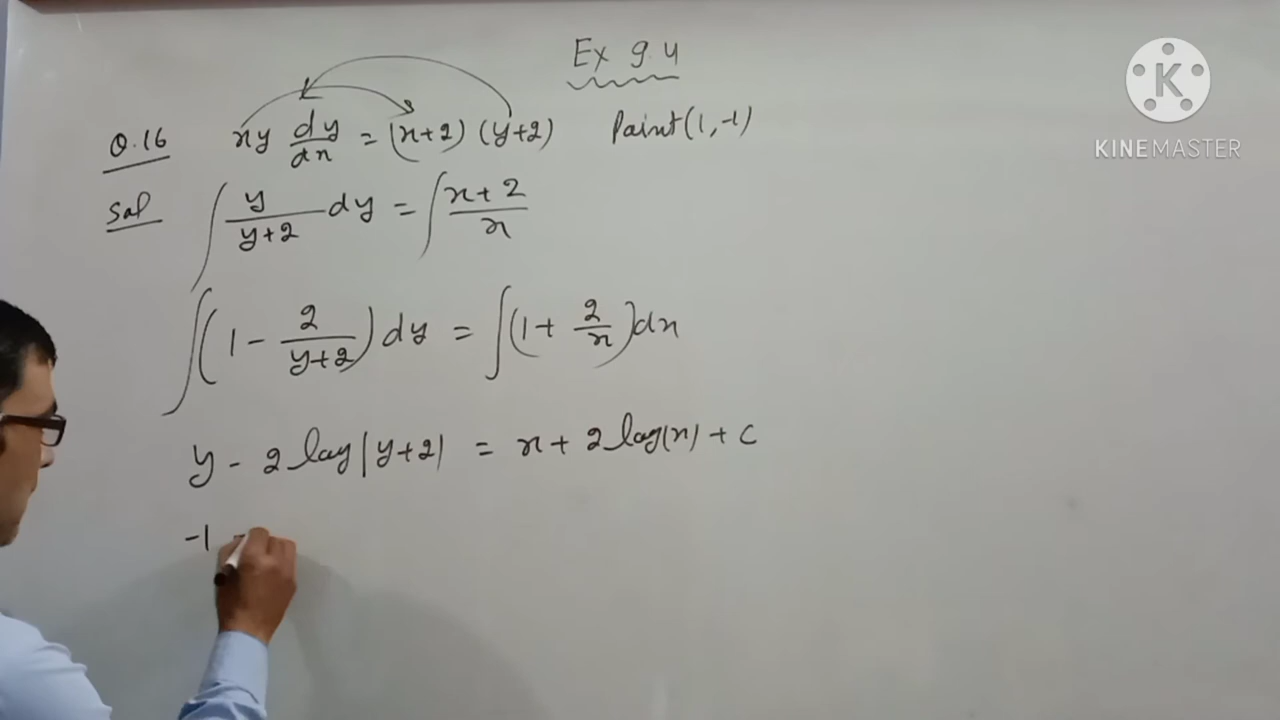 Ex 9.4
KINEMASTER
Q.16 xy dy/dx = (x+2) (y+2) Point (1, -1)
Sol ∫ y/(y+2) dy = ∫ (x+2)/x
∫ (1 - 2/(y+2)) dy = ∫ (1 + 2/x) dx
y - 2 log |y+2| = x + 2 log(x) + c
-1 -